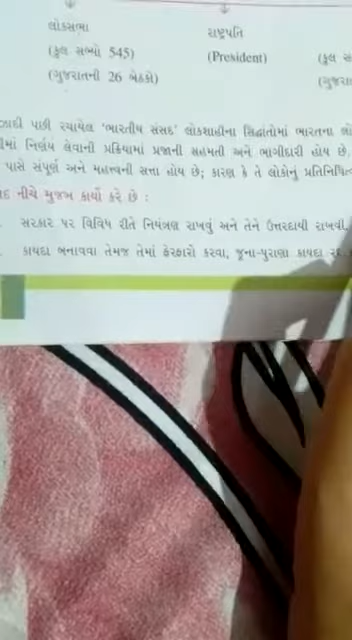 લોકસભા રાષ્ટ્રપતિ
(કુલ સભ્યો 545) (President) (કુલ
(ગુજરાતની 26 બેઠકો)
પાછી રચાયેલ 'ભારતીય સંસદ' લોકશાહીના સિદ્ધાંતોમાં ભારતના
નિર્ણય લેવાની પ્રક્રિયામાં પ્રજાની સહમતી અને ભાગીદારી હોય છે.
પાસે સંપૂર્ણ અને મહત્ત્વની સત્તા હોય છે; કારણ કે તે લોકોનું
નીચે મુજબ કાર્યો કરે છે :
સરકાર પર વિવિધ રીતે નિયંત્રણ રાખવું અને તેને ઉત્તરદાયી રાખવી.
કાયદા બનાવવા તેમજ તેમાં ફેરફારો કરવા, જૂના-પુરાણા કાયદા રદ